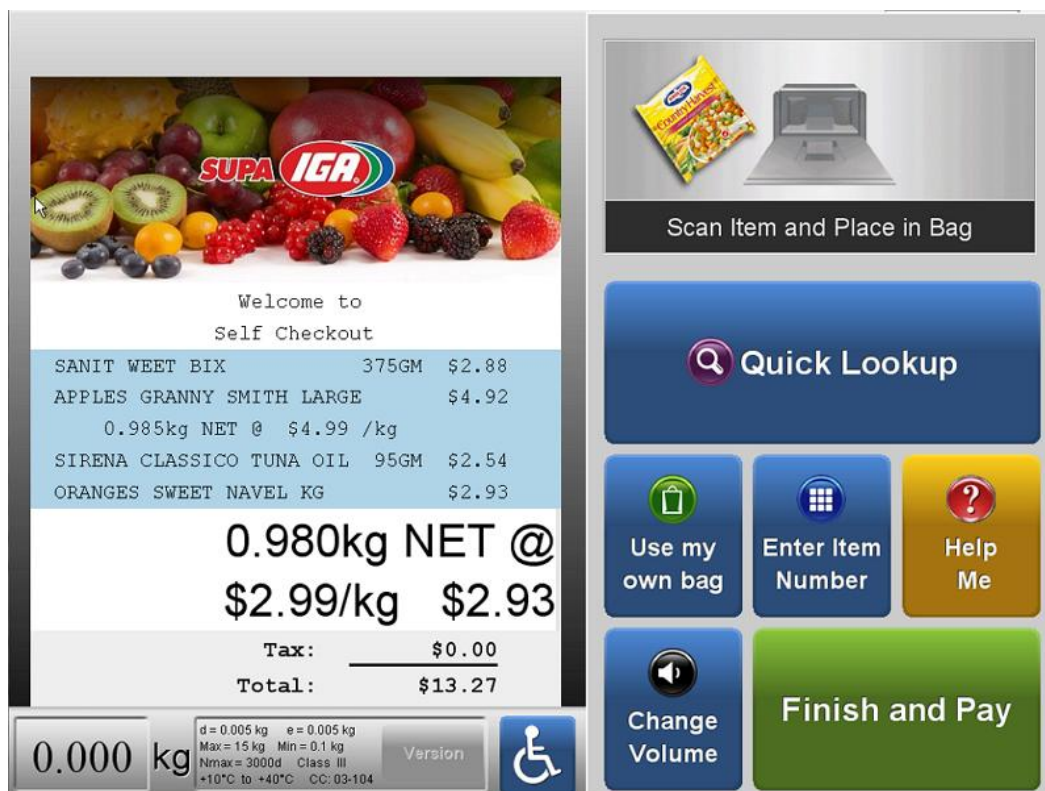 SUPA IGA
Welcome to
Self Checkout
SANIT WEET BIX 375GM $2.88
APPLES GRANNY SMITH LARGE $4.92
0.985kg NET @ $4.99 /kg
SIRENA CLASSICO TUNA OIL 95GM $2.54
ORANGES SWEET NAVEL KG $2.93
0.980kg NET @
$2.99/kg $2.93
Tax: $0.00
Total: $13.27
0.000 kg
d = 0.005 kg e = 0.005 kg
Max = 15 kg Min = 0.1 kg
Nmax = 3000d Class III
+10°C to +40°C CC: 03-104
Version
Country Harvest
Scan Item and Place in Bag
Quick Lookup
Use my
own bag
Enter Item
Number
Help
Me
Change
Volume
Finish and Pay